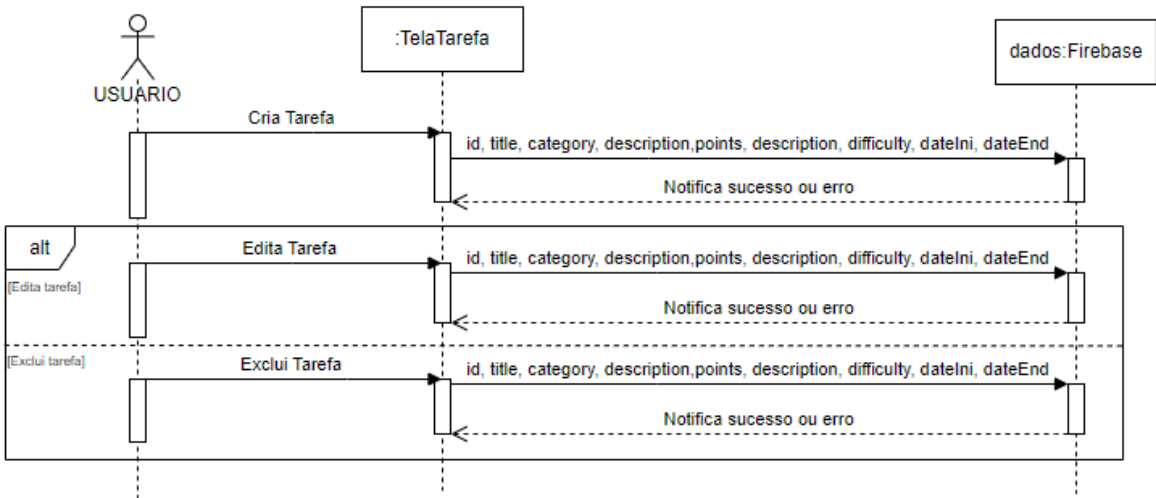 :TelaTarefa
dados:Firebase
USUARIO
Cria Tarefa
id, title, category, description,points, description, difficulty, dateIni, dateEnd
Notifica sucesso ou erro
alt
Edita Tarefa
id, title, category, description,points, description, difficulty, dateIni, dateEnd
[Edita tarefa]
Notifica sucesso ou erro
[Exclui tarefa]
Exclui Tarefa
id, title, category, description,points, description, difficulty, dateIni, dateEnd
Notifica sucesso ou erro